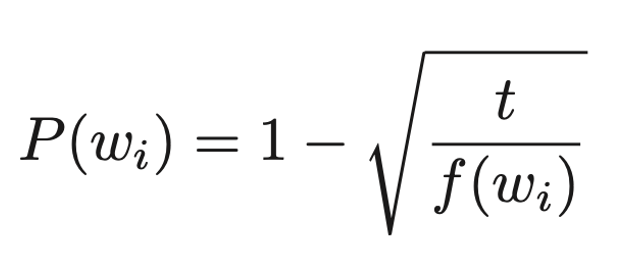 P(w_i) = 1 - \sqrt{\frac{t}{f(w_i)}}